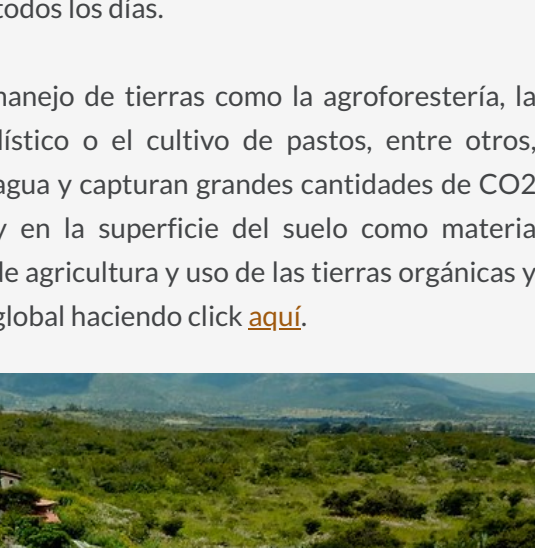 todos los días.
manejo de tierras como la agroforestería, la
o el cultivo de pastos, entre otros,
agua y capturan grandes cantidades de CO2
y en la superficie del suelo como materia
de agricultura y uso de las tierras orgánicas y
global haciendo click aquí.